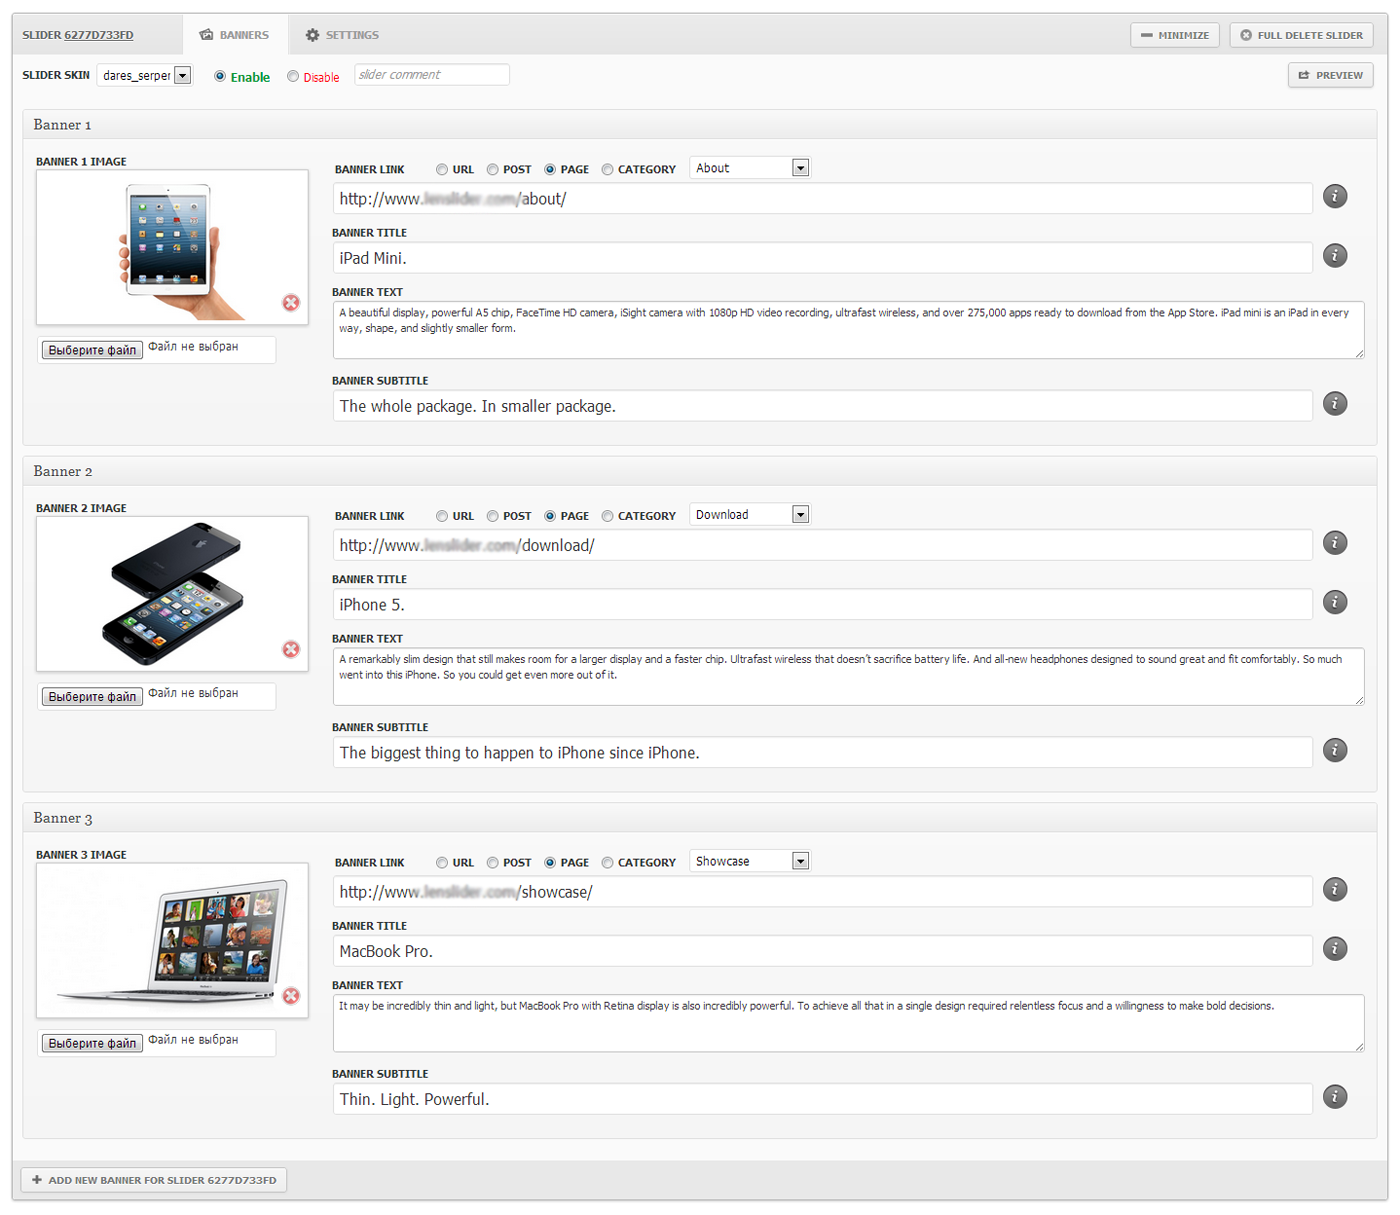 SLIDER 6277D733FD
BANNERS
SETTINGS
MINIMIZE
FULL DELETE SLIDER
SLIDER SKIN
dares_serper
Enable
Disable
slider comment
PREVIEW
Banner 1
BANNER 1 IMAGE
Выберите файл
Файл не выбран
BANNER LINK
URL
POST
PAGE
CATEGORY
About
http://www.lenslider.com/about/
BANNER TITLE
iPad Mini.
BANNER TEXT
A beautiful display, powerful A5 chip, FaceTime HD camera, iSight camera with 1080p HD video recording, ultrafast wireless, and over 275,000 apps ready to download from the App Store. iPad mini is an iPad in every
way, shape, and slightly smaller form.
BANNER SUBTITLE
The whole package. In smaller package.
Banner 2
BANNER 2 IMAGE
Выберите файл
Файл не выбран
BANNER LINK
URL
POST
PAGE
CATEGORY
Download
http://www.lenslider.com/download/
BANNER TITLE
iPhone 5.
BANNER TEXT
A remarkably slim design that still makes room for a larger display and a faster chip. Ultrafast wireless that doesn’t sacrifice battery life. And all-new headphones designed to sound great and fit comfortably. So much
went into this iPhone. So you could get even more out of it.
BANNER SUBTITLE
The biggest thing to happen to iPhone since iPhone.
Banner 3
BANNER 3 IMAGE
Выберите файл
Файл не выбран
BANNER LINK
URL
POST
PAGE
CATEGORY
Showcase
http://www.lenslider.com/showcase/
BANNER TITLE
MacBook Pro.
BANNER TEXT
It may be incredibly thin and light, but MacBook Pro with Retina display is also incredibly powerful. To achieve all that in a single design required relentless focus and a willingness to make bold decisions.
BANNER SUBTITLE
Thin. Light. Powerful.
ADD NEW BANNER FOR SLIDER 6277D733FD